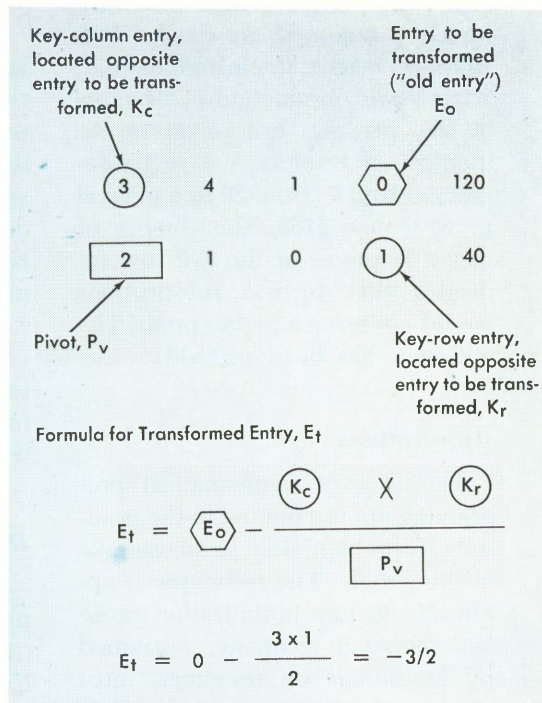 Key-column entry,
located opposite
entry to be trans-
formed, Kc
Entry to be
transformed
("old entry")
Eo
3 4 1 0 120
2 1 0 1 40
Pivot, Pv
Key-row entry,
located opposite
entry to be trans-
formed, Kr
Formula for Transformed Entry, Et
Kc X Kr
Et = Eo −
Pv
3 x 1
Et = 0 − = −3/2
2